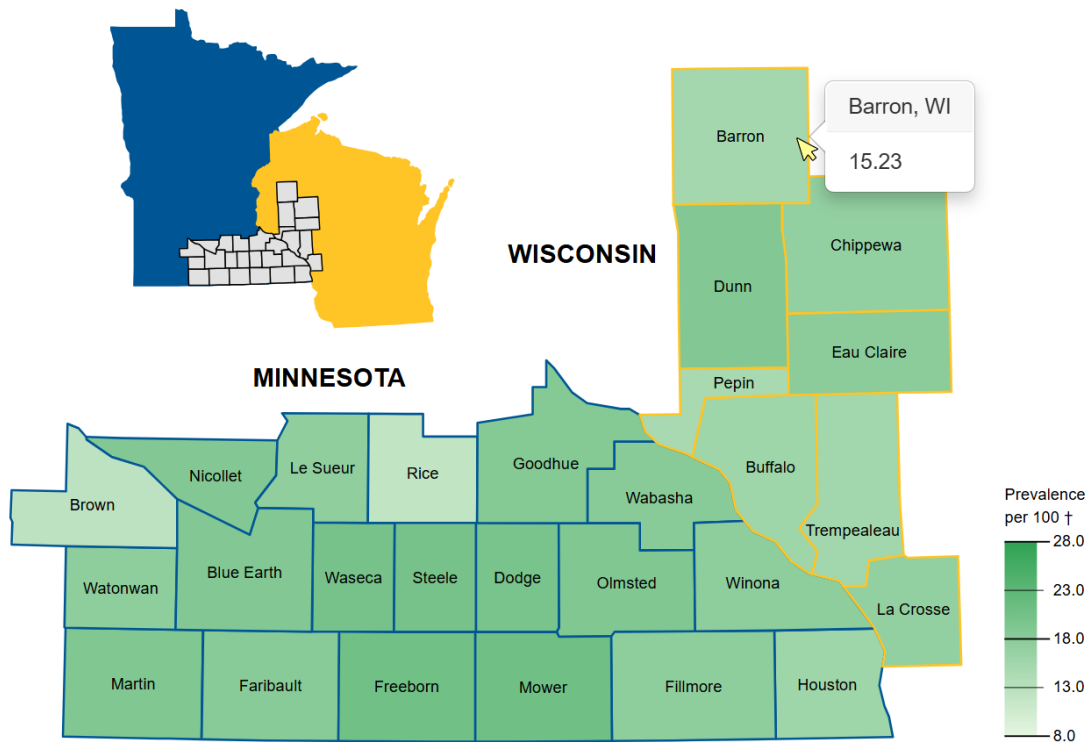 Barron, WI
Barron
15.23
Chippewa
WISCONSIN
Dunn
Eau Claire
MINNESOTA
Pepin
Goodhue
Le Sueur
Rice
Nicollet
Buffalo
Wabasha
Brown
Prevalence
per 100 †
Trempealeau
28.0
Blue Earth
Waseca
Steele
Dodge
Olmsted
Winona
Watonwan
23.0
La Crosse
18.0
Martin
Faribault
Freeborn
Mower
Fillmore
Houston
13.0
8.0